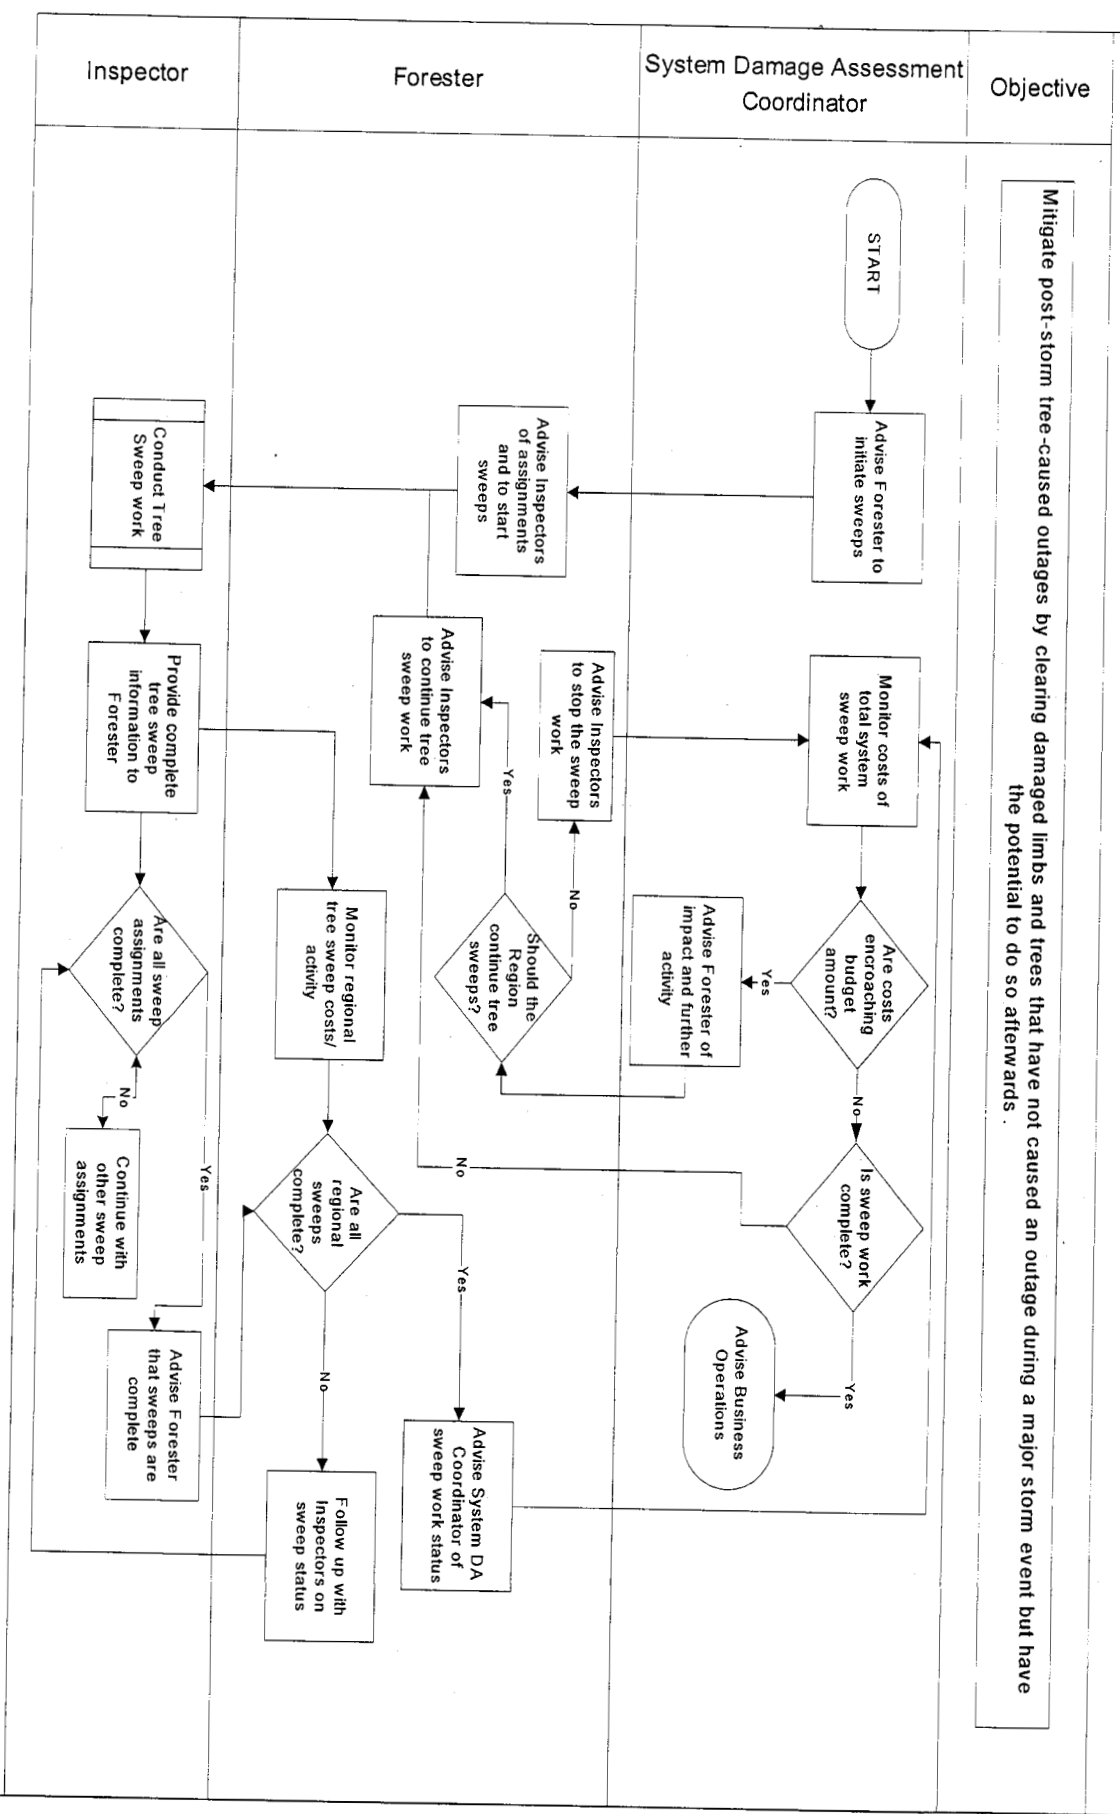 Objective
Mitigate post-storm tree-caused outages by clearing damaged limbs and trees that have not caused an outage during a major storm event but have
the potential to do so afterwards .
System Damage Assessment
Coordinator
START
Advise Forester to
initiate sweeps
Monitor costs of
total system
sweep work
Are costs
encroaching
budget
amount?
Yes
No
Advise Forester of
impact and further
activity
Is sweep work
complete?
Yes
No
Advise Business
Operations
Forester
Advise Inspectors
of assignments
and to start
sweeps
Advise Inspectors
to stop the sweep
work
Advise Inspectors
to continue tree
sweep work
Should the
Region
continue tree
sweeps?
No
Yes
Monitor regional
tree sweep costs/
activity
Are all
regional
sweeps
complete?
Yes
No
Advise System DA
Coordinator of
sweep work status
Follow up with
Inspectors on
sweep status
Inspector
Conduct Tree
Sweep work
Provide complete
tree sweep
information to
Forester
Are all sweep
assignments
complete?
Yes
No
Continue with
other sweep
assignments
Advise Forester
that sweeps are
complete